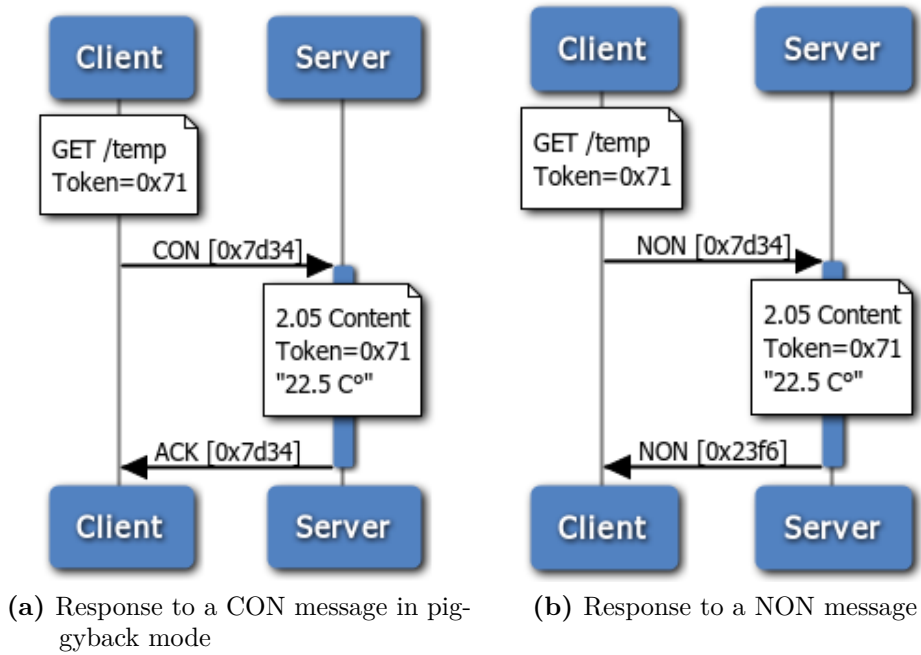 Client
Server
GET /temp
Token=0x71
CON [0x7d34]
2.05 Content
Token=0x71
"22.5 Cº"
ACK [0x7d34]
Client
Server
(a) Response to a CON message in pig-
gyback mode
Client
Server
GET /temp
Token=0x71
NON [0x7d34]
2.05 Content
Token=0x71
"22.5 Cº"
NON [0x23f6]
Client
Server
(b) Response to a NON message